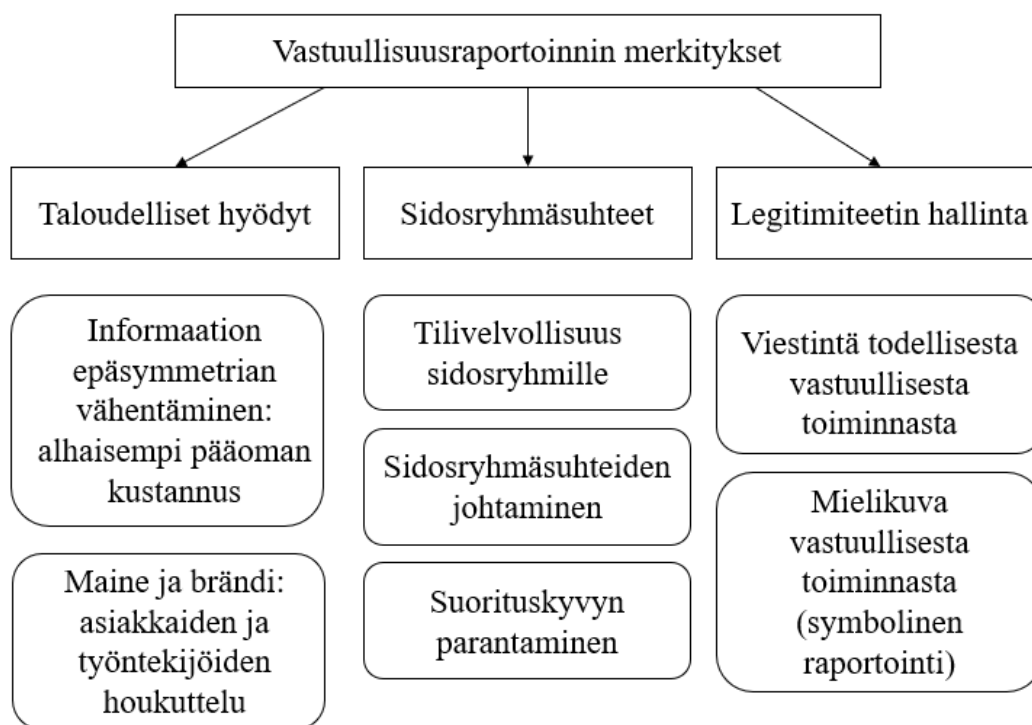 Vastuullisuusraportoinnin merkitykset
Taloudelliset hyödyt
Sidosryhmäsuhteet
Legitimiteetin hallinta
Informaation
epäsymmetrian
vähentäminen:
alhaisempi pääoman
kustannus
Maine ja brändi:
asiakkaiden ja
työntekijöiden
houkuttelu
Tilivelvollisuus
sidosryhmille
Sidosryhmäsuhteiden
johtaminen
Suorituskyvyn
parantaminen
Viestintä todellisesta
vastuullisesta
toiminnasta
Mielikuva
vastuullisesta
toiminnasta
(symbolinen
raportointi)